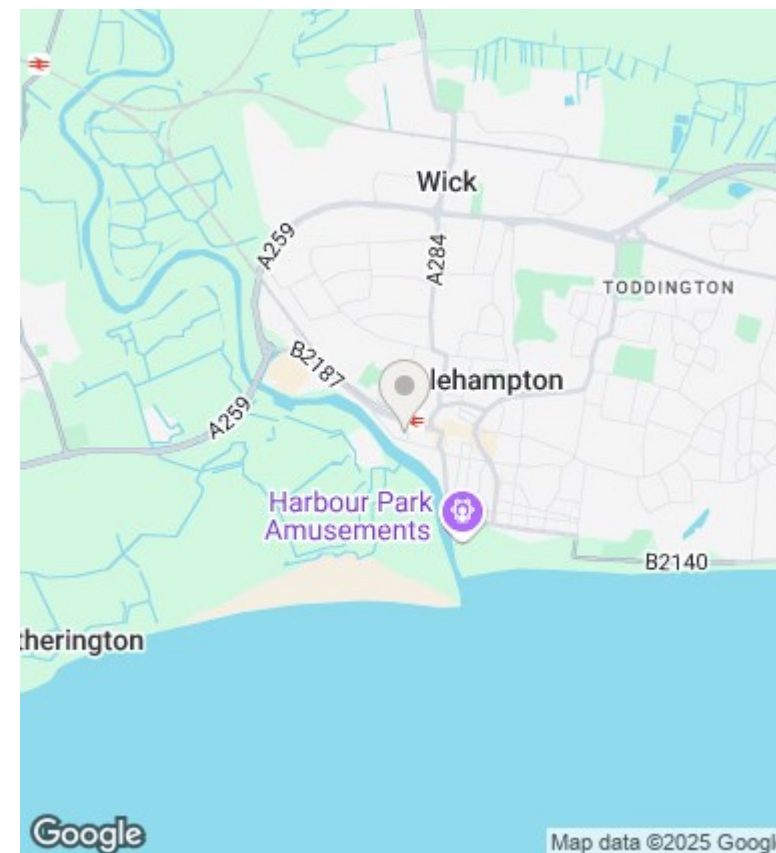 Wick
A259
A284
TODDINGTON
B2187
lehampton
A259
Harbour Park
Amusements
B2140
therington
Google
Map data ©2025 Googl